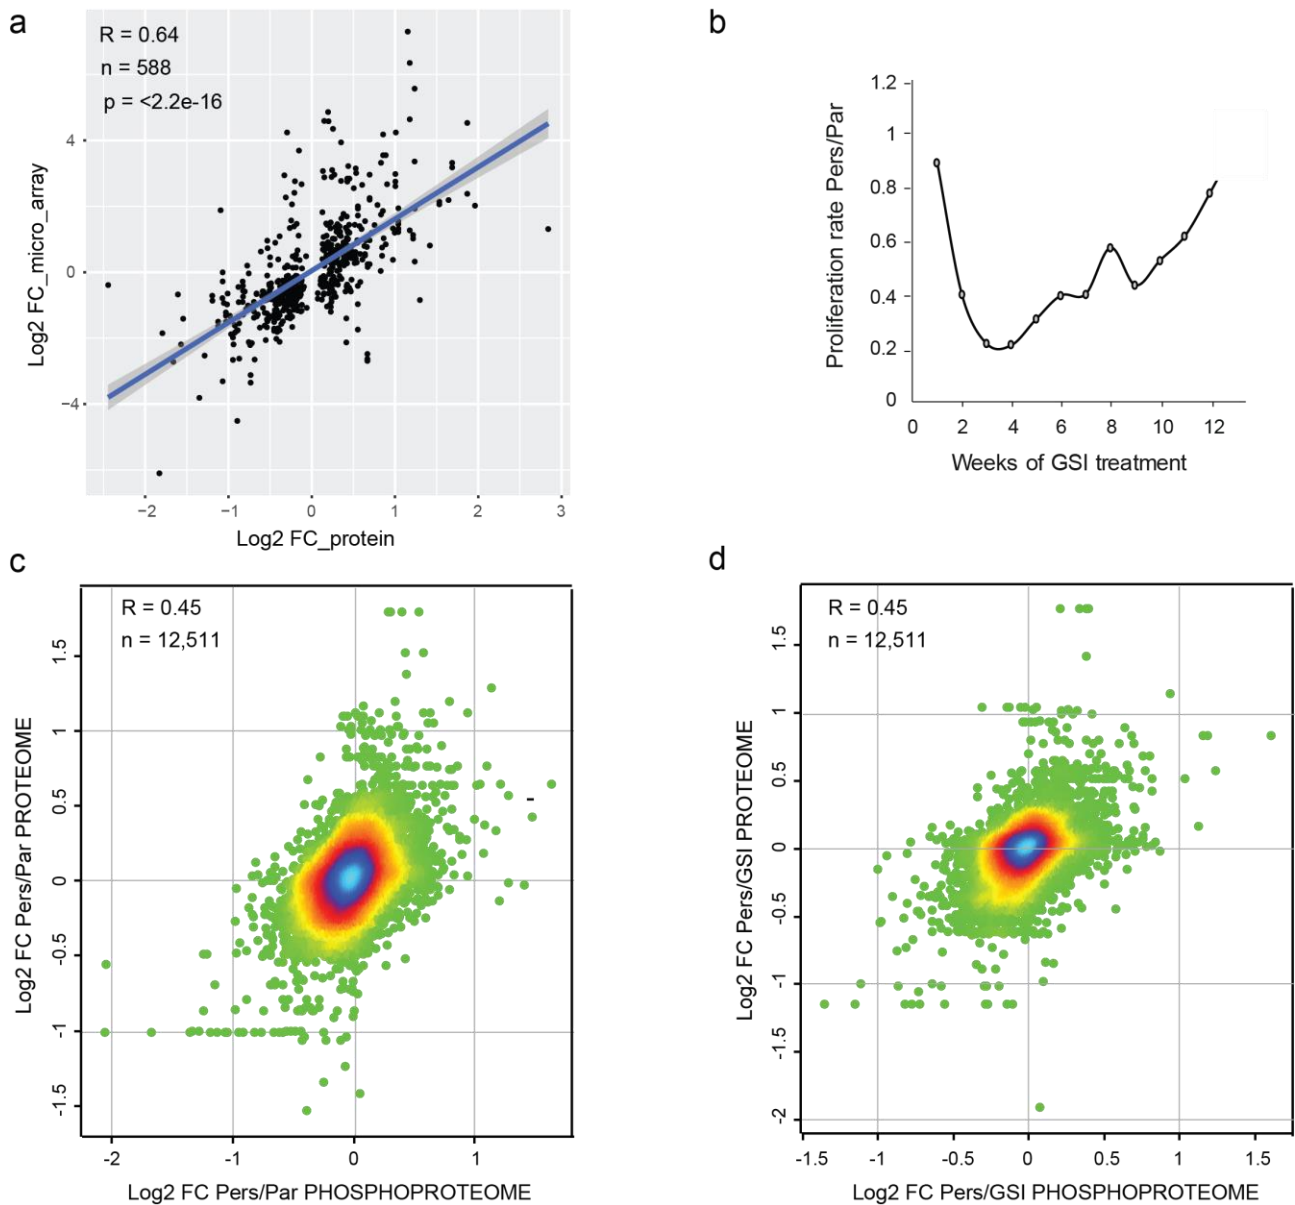 a
R = 0.64
n = 588
p = <2.2e-16
Log2 FC_micro_array
4
0
−4
−2 −1 0 1 2 3
Log2 FC_protein
b
Proliferation rate Pers/Par
1.2
1
0.8
0.6
0.4
0.2
0
0 2 4 6 8 10 12
Weeks of GSI treatment
c
R = 0.45
n = 12,511
Log2 FC Pers/Par PROTEOME
1.5
1
0.5
0
-0.5
-1
-1.5
-2 -1 0 1
Log2 FC Pers/Par PHOSPHOPROTEOME
d
R = 0.45
n = 12,511
Log2 FC Pers/GSI PROTEOME
1.5
1
0.5
0
-0.5
-1
-1.5
-2
-1.5 -1 -0.5 0 0.5 1 1.5
Log2 FC Pers/GSI PHOSPHOPROTEOME